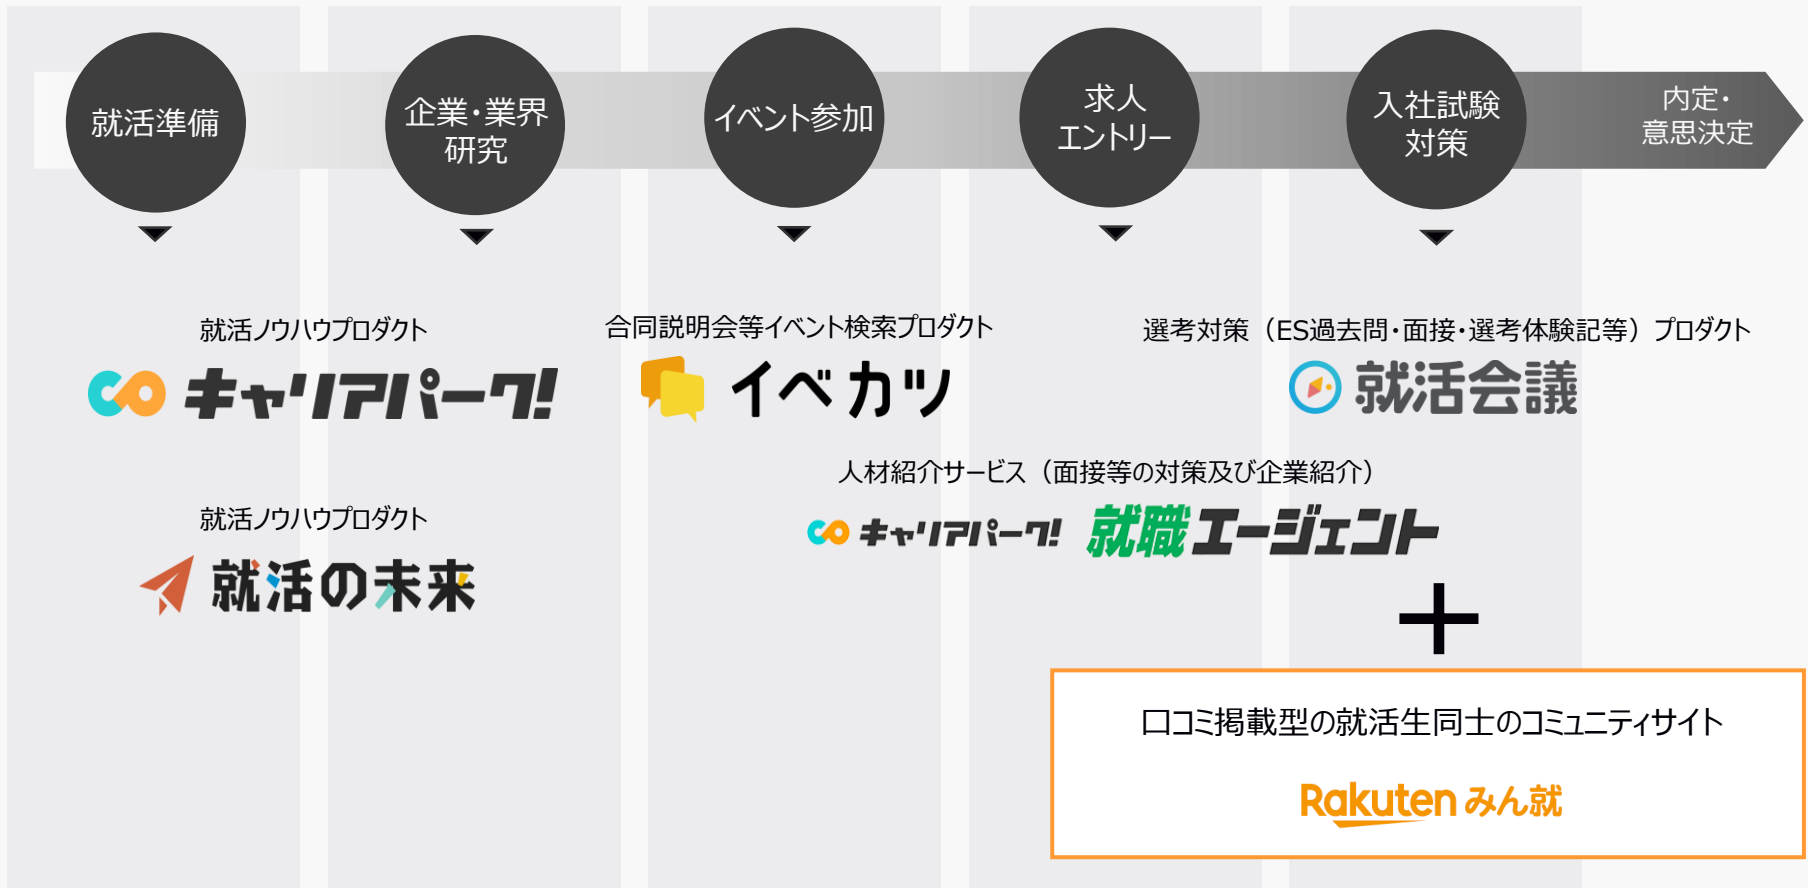 就活準備
企業・業界
研究
イベント参加
求人
エントリー
入社試験
対策
内定・
意思決定
就活ノウハウプロダクト
キャリアパーク!
就活ノウハウプロダクト
就活の未来
合同説明会等イベント検索プロダクト
イベカツ
選考対策（ES過去問・面接・選考体験記等）プロダクト
就活会議
人材紹介サービス（面接等の対策及び企業紹介）
キャリアパーク! 就職エージェント
＋
口コミ掲載型の就活生同士のコミュニティサイト
Rakuten みん就